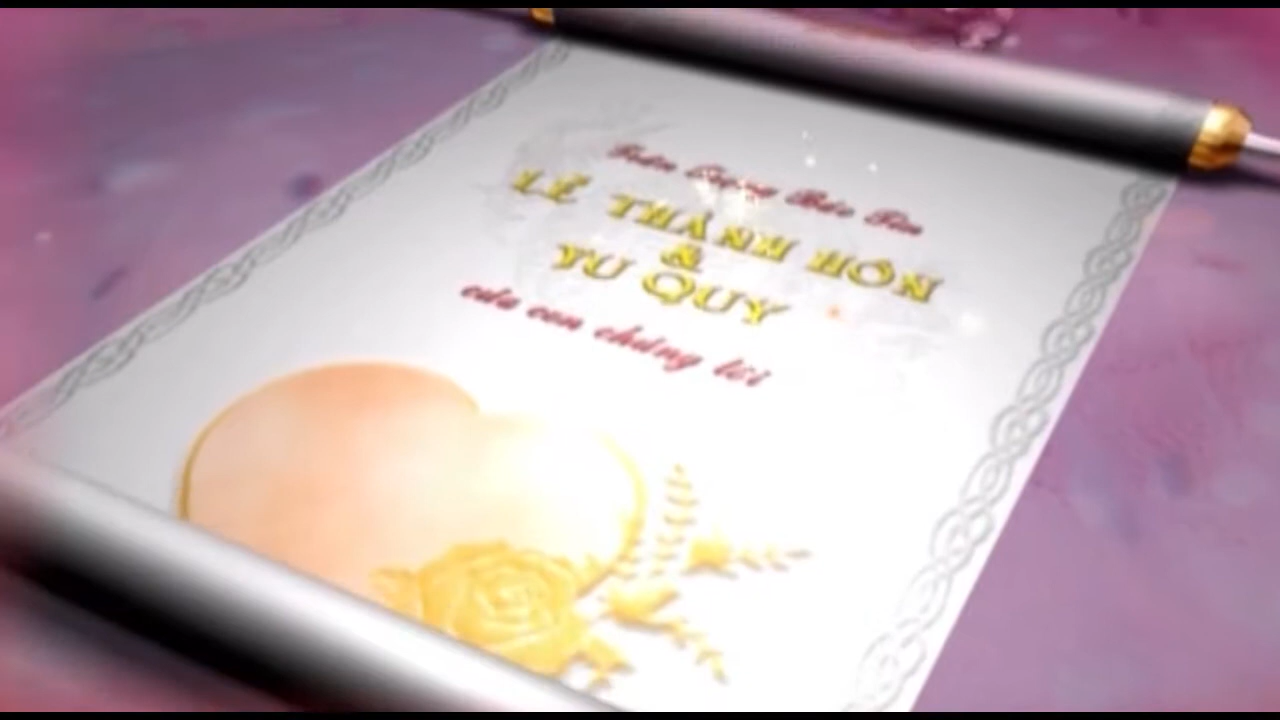 Trân Trọng Báo Tin
LỄ THÀNH HÔN
&
VU QUY
của con chúng tôi